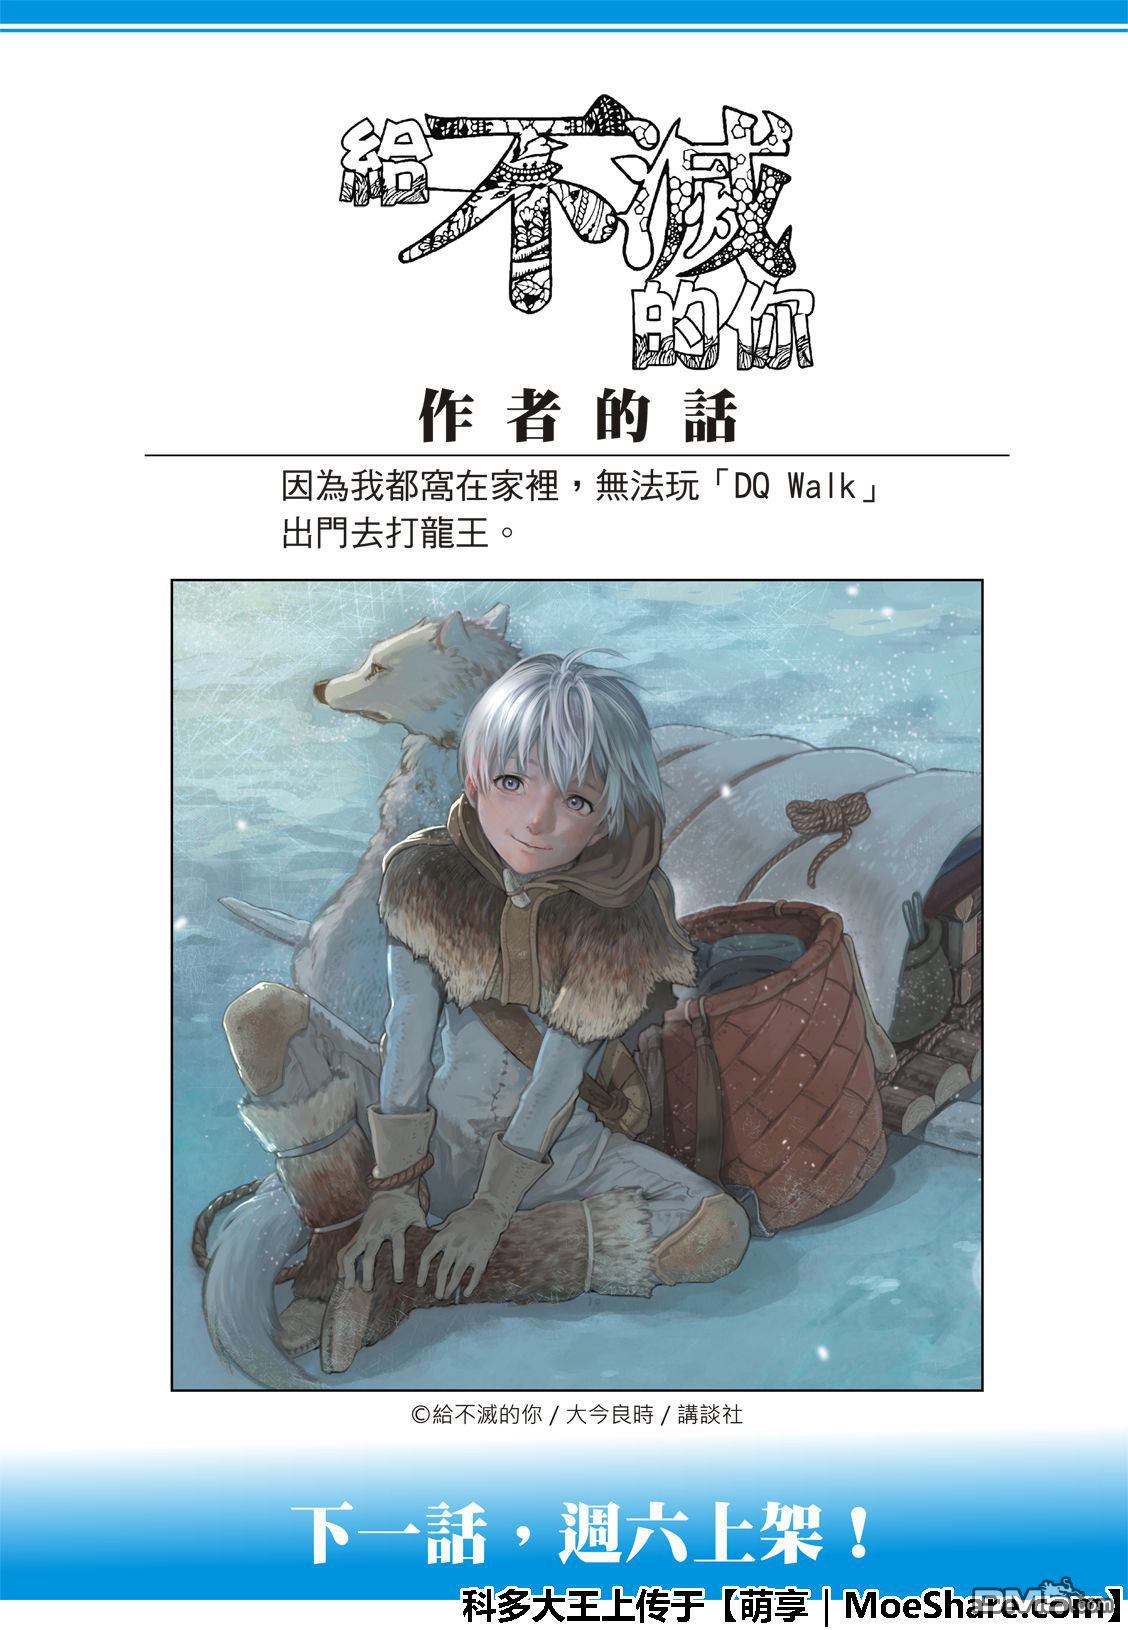 給不滅的你
作者的話
因為我都窩在家裡，無法玩「DQ Walk」
出門去打龍王。
©給不滅的你 / 大今良時 / 講談社
下一話，週六上架！
科多大王上传于【萌享｜MoeShare.com】